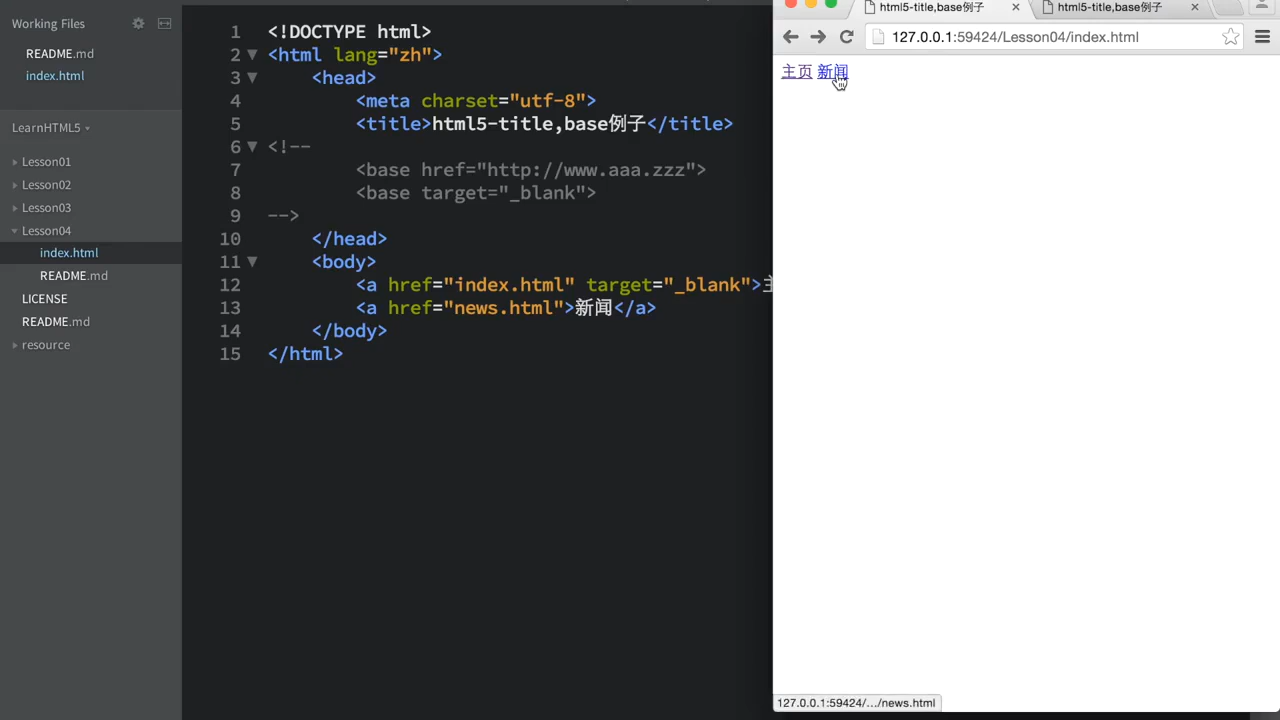 Working Files
README.md
index.html
LearnHTML5
Lesson01
Lesson02
Lesson03
Lesson04
index.html
README.md
LICENSE
README.md
resource
1 <!DOCTYPE html>
2 <html lang="zh">
3 <head>
4 <meta charset="utf-8">
5 <title>html5-title,base例子</title>
6 <!--
7 <base href="http://www.aaa.zzz">
8 <base target="_blank">
9 -->
10 </head>
11 <body>
12 <a href="index.html" target="_blank">
13 <a href="news.html">新闻</a>
14 </body>
15 </html>
html5-title,base例子 html5-title,base例子
127.0.0.1:59424/Lesson04/index.html
主页 新闻
127.0.0.1:59424/.../news.html